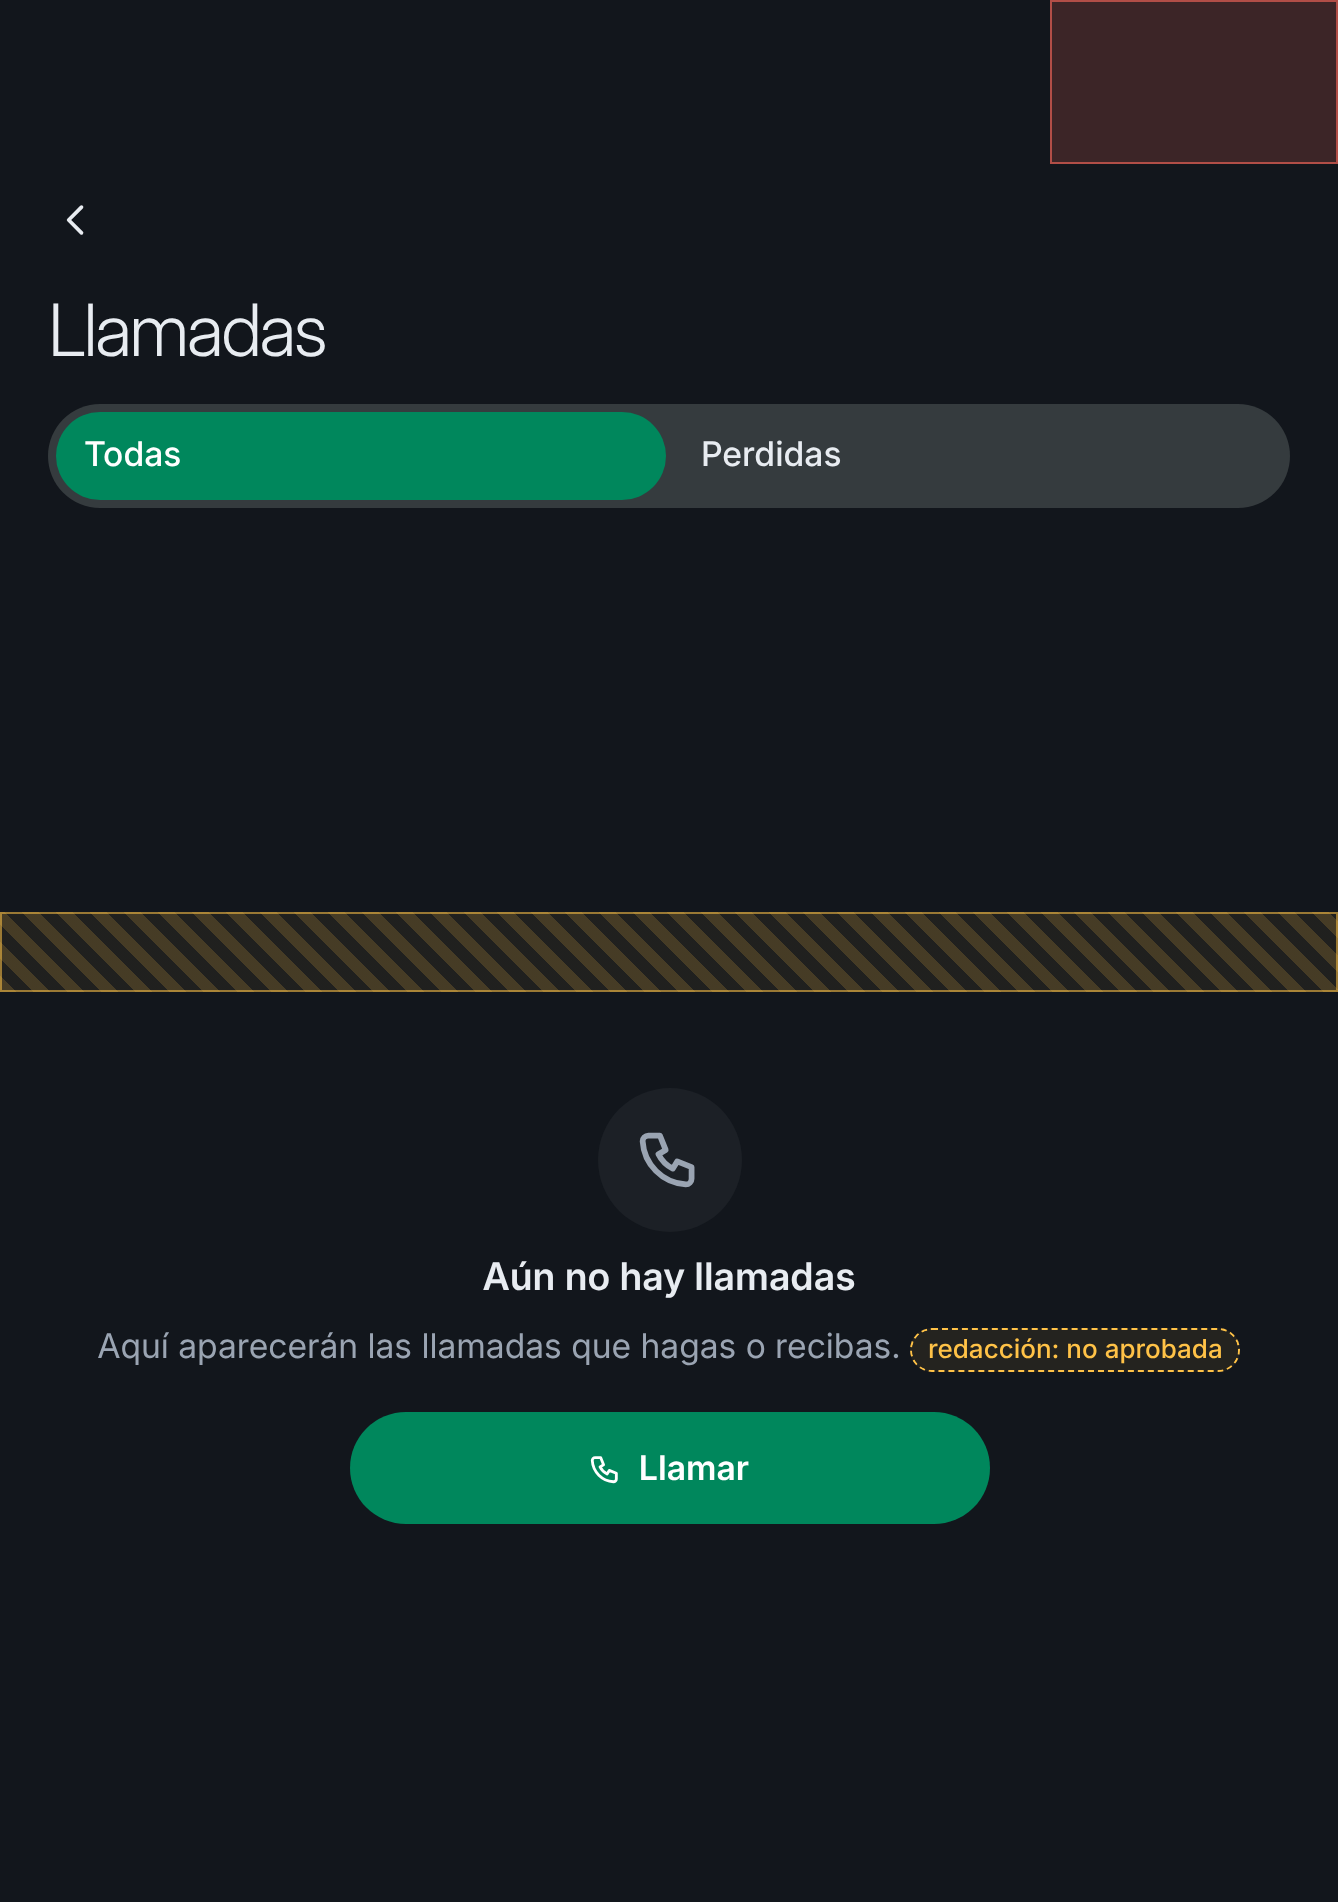 Llamadas
Todas
Perdidas
Aún no hay llamadas
Aquí aparecerán las llamadas que hagas o recibas. redacción: no aprobada
Llamar